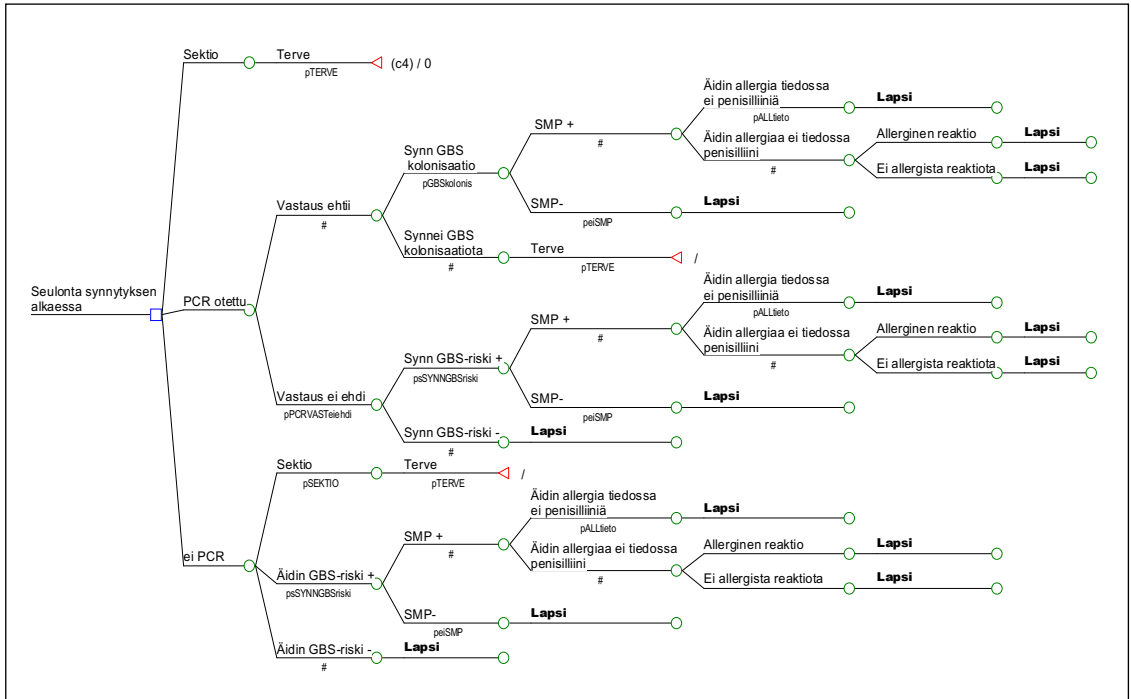 Sektio
Terve
pTERVE
(c4) / 0
Äidin allergia tiedossa
ei penisilliiniä
pALLtieto
Lapsi
SMP +
#
Äidin allergiaa ei tiedossa
penisilliini
#
Allerginen reaktio
Lapsi
Ei allergista reaktiota
Lapsi
Synn GBS
kolonisaatio
pGBSkolonis
SMP-
peiSMP
Lapsi
Vastaus ehtii
#
Synnei GBS
kolonisaatiota
#
Terve
pTERVE
/
Seulonta synnytyksen
alkaessa
PCR otettu
Äidin allergia tiedossa
ei penisilliiniä
pALLtieto
Lapsi
SMP +
#
Äidin allergiaa ei tiedossa
penisilliini
#
Allerginen reaktio
Lapsi
Ei allergista reaktiota
Lapsi
Synn GBS-riski +
psSYNNGBSriski
Vastaus ei ehdi
pPCRVASTeiehdi
SMP-
peiSMP
Lapsi
Synn GBS-riski -
#
Lapsi
Sektio
pSEKTIO
Terve
pTERVE
/
ei PCR
Äidin allergia tiedossa
ei penisilliiniä
pALLtieto
Lapsi
SMP +
#
Äidin allergiaa ei tiedossa
penisilliini
#
Allerginen reaktio
Lapsi
Ei allergista reaktiota
Lapsi
Äidin GBS-riski +
psSYNNGBSriski
SMP-
peiSMP
Lapsi
Äidin GBS-riski -
#
Lapsi